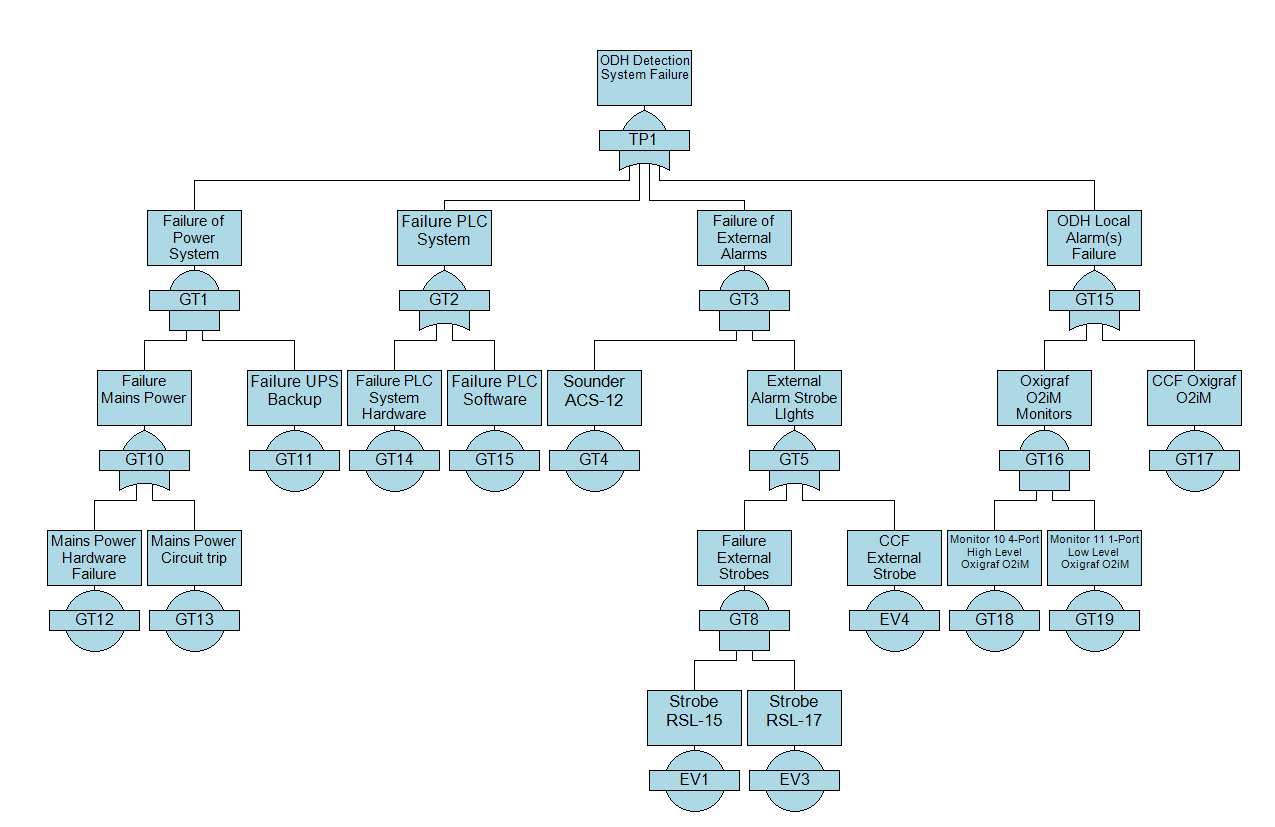 ODH Detection
System Failure
TP1
Failure of
Power
System
GT1
Failure PLC
System
GT2
Failure of
External
Alarms
GT3
ODH Local
Alarm(s)
Failure
GT15
Failure
Mains Power
GT10
Failure UPS
Backup
GT11
Failure PLC
System
Hardware
GT14
Failure PLC
Software
GT15
Sounder
ACS-12
GT4
External
Alarm Strobe
LIghts
GT5
Oxigraf
O2iM
Monitors
GT16
CCF Oxigraf
O2iM
GT17
Mains Power
Hardware
Failure
GT12
Mains Power
Circuit trip
GT13
Failure
External
Strobes
GT8
CCF
External
Strobe
EV4
Monitor 10 4-Port
High Level
Oxigraf O2iM
GT18
Monitor 11 1-Port
Low Level
Oxigraf O2iM
GT19
Strobe
RSL-15
EV1
Strobe
RSL-17
EV3